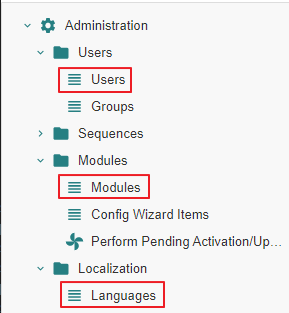 Administration
Users
Users
Groups
Sequences
Modules
Modules
Config Wizard Items
Perform Pending Activation/Up...
Localization
Languages